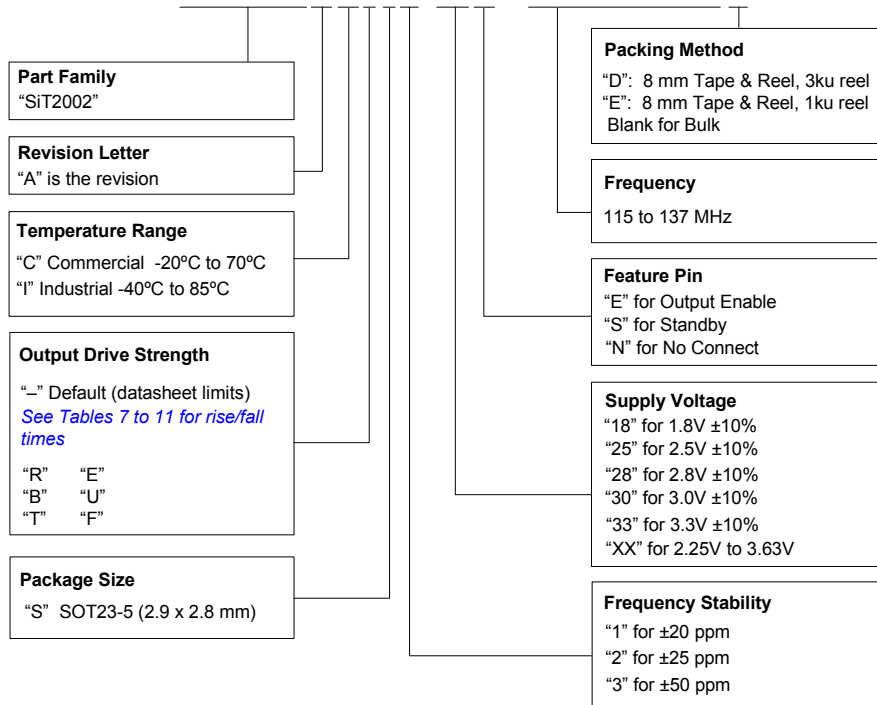 Part Family
“SiT2002”
Revision Letter
“A” is the revision
Temperature Range
“C” Commercial -20ºC to 70ºC
“I” Industrial -40ºC to 85ºC
Output Drive Strength
“–” Default (datasheet limits)
See Tables 7 to 11 for rise/fall
times
“R” “E”
“B” “U”
“T” “F”
Package Size
“S” SOT23-5 (2.9 x 2.8 mm)
Packing Method
“D”: 8 mm Tape & Reel, 3ku reel
“E”: 8 mm Tape & Reel, 1ku reel
Blank for Bulk
Frequency
115 to 137 MHz
Feature Pin
“E” for Output Enable
“S” for Standby
“N” for No Connect
Supply Voltage
“18” for 1.8V ±10%
“25” for 2.5V ±10%
“28” for 2.8V ±10%
“30” for 3.0V ±10%
“33” for 3.3V ±10%
“XX” for 2.25V to 3.63V
Frequency Stability
“1” for ±20 ppm
“2” for ±25 ppm
“3” for ±50 ppm